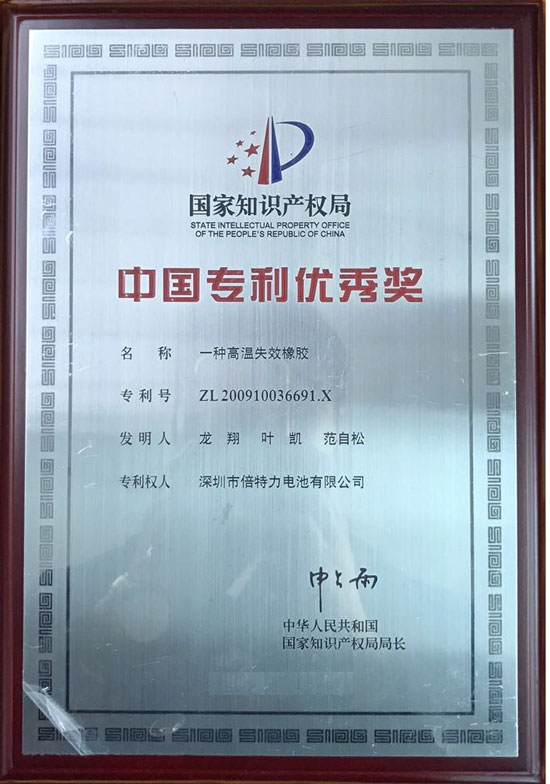 国家知识产权局
STATE INTELLECTUAL PROPERTY OFFICE
OF THE PEOPLE'S REPUBLIC OF CHINA
中国专利优秀奖
名 称 一种高温失效橡胶
专利号 ZL 200910036691.X
发明人 龙翔 叶凯 范自松
专利权人 深圳市倍特力电池有限公司
申长雨
中华人民共和国
国家知识产权局局长